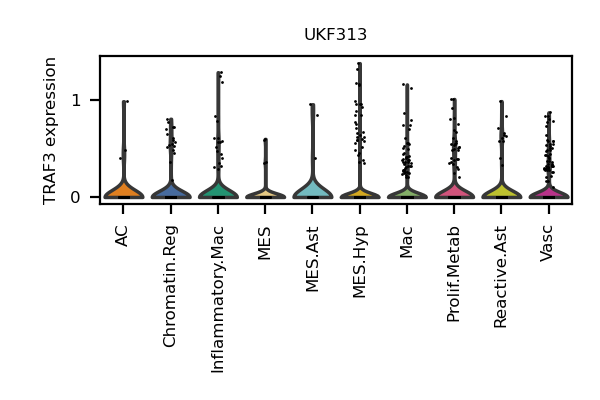 UKF313
TRAF3 expression
1
0
AC
Chromatin.Reg
Inflammatory.Mac
MES
MES.Ast
MES.Hyp
Mac
Prolif.Metab
Reactive.Ast
Vasc